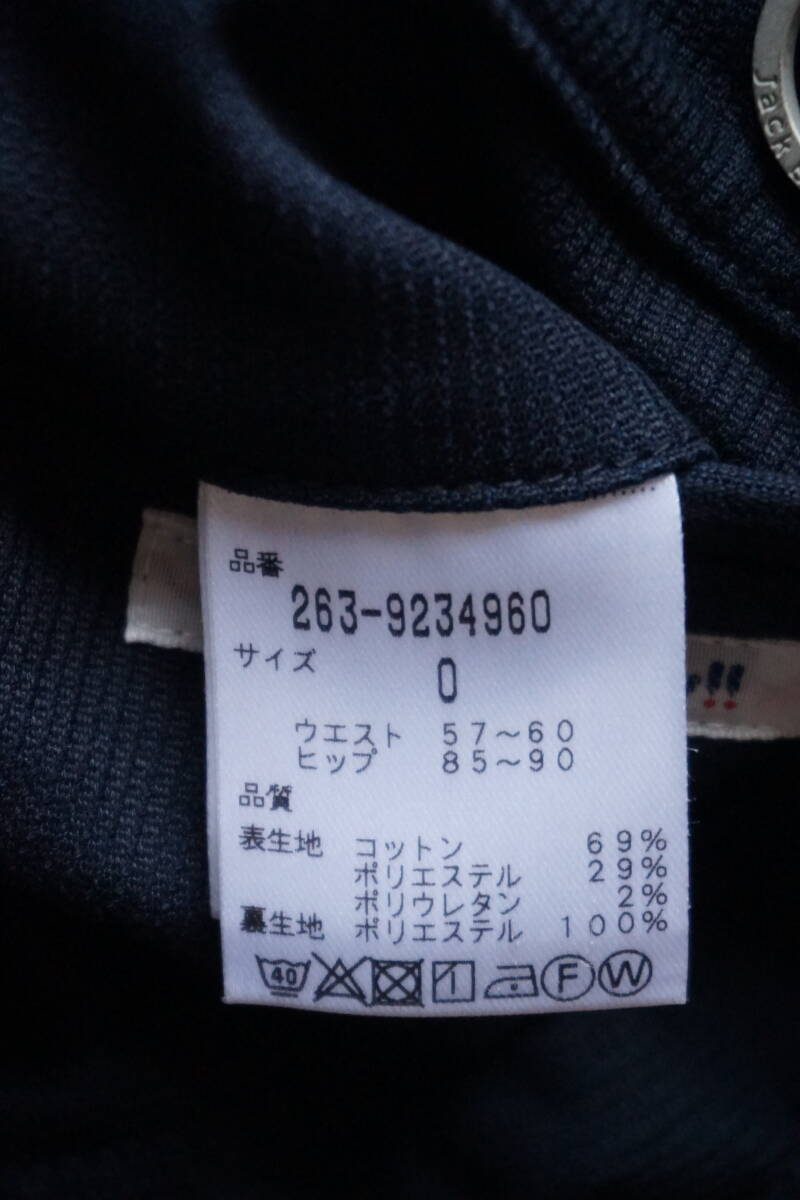 Jack
品番
263-9234960
サイズ
0
ウエスト 57〜60
ヒップ 85〜90
品質
表生地 コットン 69%
ポリエステル 29%
ポリウレタン 2%
裏生地 ポリエステル 100%
40 F W
!!